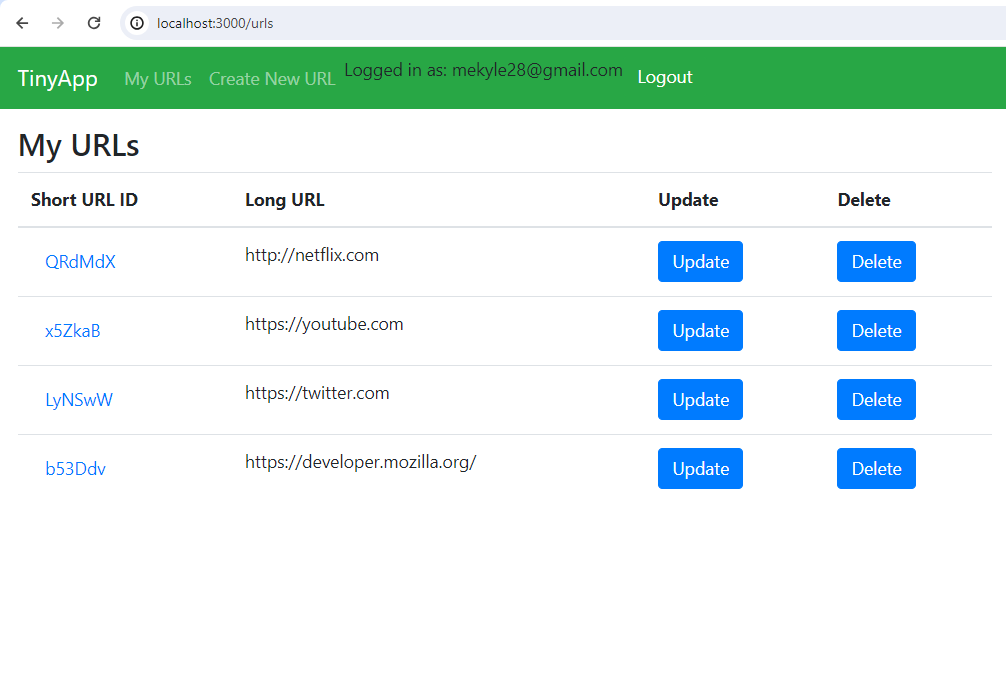 localhost:3000/urls
TinyApp My URLs Create New URL Logged in as: mekyle28@gmail.com Logout
My URLs
Short URL ID Long URL Update Delete
QRdMdX http://netflix.com Update Delete
x5ZkaB https://youtube.com Update Delete
LyNSwW https://twitter.com Update Delete
b53Ddv https://developer.mozilla.org/ Update Delete